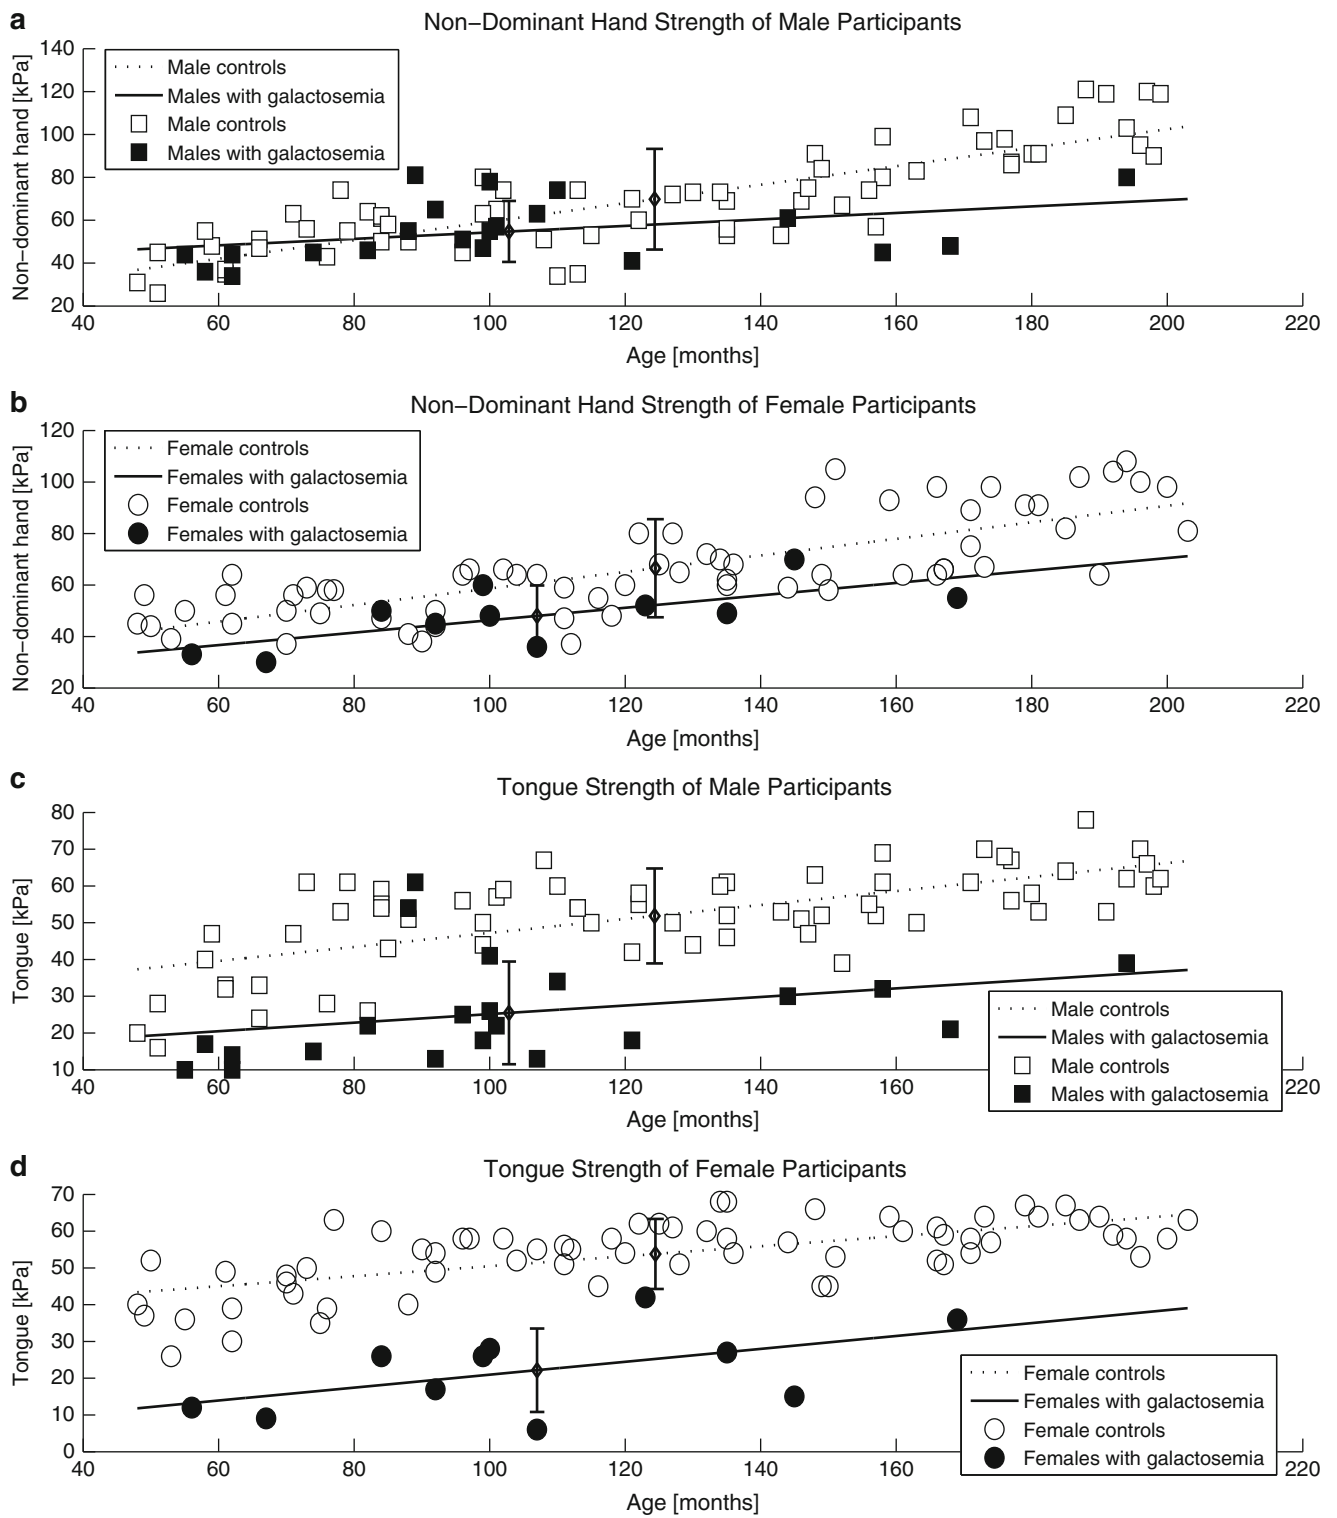 a
Non–Dominant Hand Strength of Male Participants
Non–dominant hand [kPa]
140
120
100
80
60
40
20
Male controls
Males with galactosemia
Male controls
Males with galactosemia
40 60 80 100 120 140 160 180 200 220
Age [months]
b
Non–Dominant Hand Strength of Female Participants
Non–dominant hand [kPa]
120
100
80
60
40
20
Female controls
Females with galactosemia
Female controls
Females with galactosemia
40 60 80 100 120 140 160 180 200 220
Age [months]
c
Tongue Strength of Male Participants
Tongue [kPa]
80
70
60
50
40
30
20
10
Male controls
Males with galactosemia
Male controls
Males with galactosemia
40 60 80 100 120 140 160 220
Age [months]
d
Tongue Strength of Female Participants
Tongue [kPa]
70
60
50
40
30
20
10
0
Female controls
Females with galactosemia
Female controls
Females with galactosemia
40 60 80 100 120 140 160 220
Age [months]